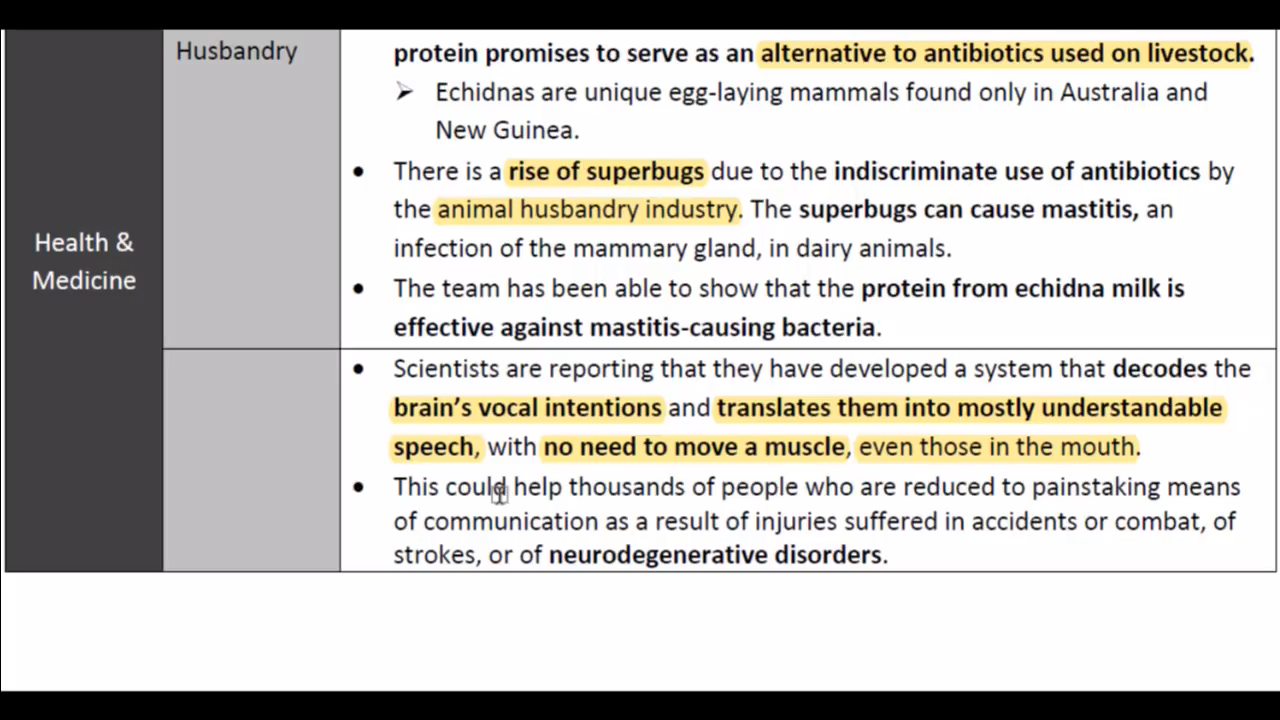 Husbandry
protein promises to serve as an alternative to antibiotics used on livestock.
➤ Echidnas are unique egg-laying mammals found only in Australia and
New Guinea.
• There is a rise of superbugs due to the indiscriminate use of antibiotics by
the animal husbandry industry. The superbugs can cause mastitis, an
infection of the mammary gland, in dairy animals.
Health &
Medicine
• The team has been able to show that the protein from echidna milk is
effective against mastitis-causing bacteria.
• Scientists are reporting that they have developed a system that decodes the
brain’s vocal intentions and translates them into mostly understandable
speech, with no need to move a muscle, even those in the mouth.
• This could help thousands of people who are reduced to painstaking means
of communication as a result of injuries suffered in accidents or combat, of
strokes, or of neurodegenerative disorders.